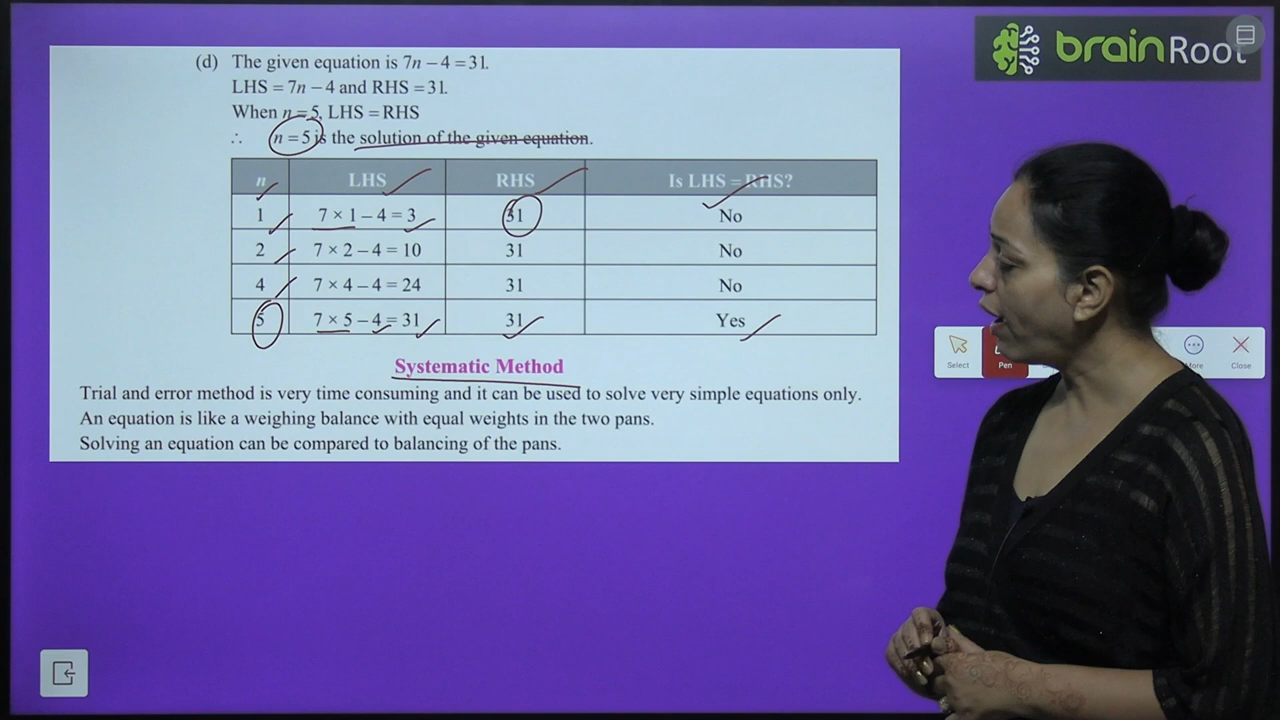 brainRoot
(d) The given equation is 7n − 4 = 31.
LHS = 7n − 4 and RHS = 31.
When n = 5, LHS = RHS
∴ n = 5 is the solution of the given equation.
n LHS RHS Is LHS = RHS?
1 7 × 1 − 4 = 3 31 No
2 7 × 2 − 4 = 10 31 No
4 7 × 4 − 4 = 24 31 No
5 7 × 5 − 4 = 31 31 Yes
Systematic Method
Trial and error method is very time consuming and it can be used to solve very simple equations only.
An equation is like a weighing balance with equal weights in the two pans.
Solving an equation can be compared to balancing of the pans.
Select Pen More Close